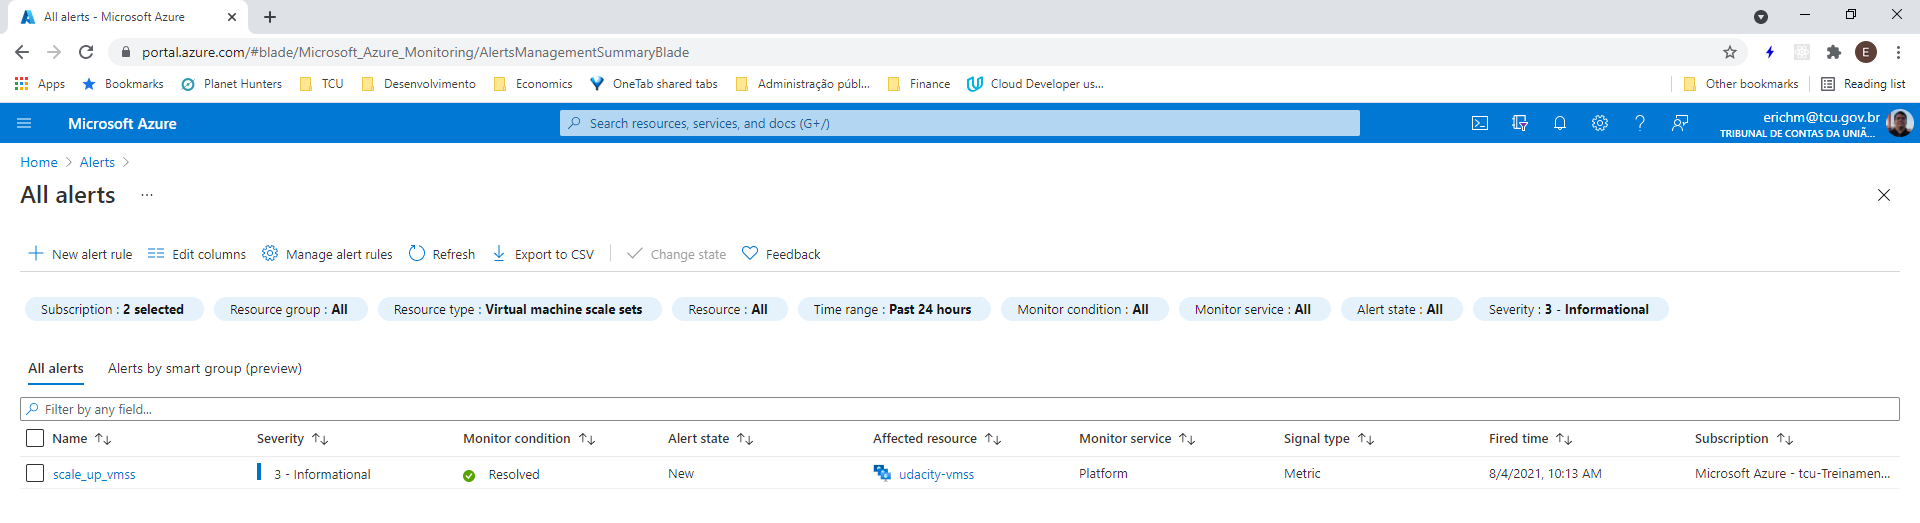 All alerts - Microsoft Azure
portal.azure.com/#blade/Microsoft_Azure_Monitoring/AlertsManagementSummaryBlade
E
Apps Bookmarks Planet Hunters TCU Desenvolvimento Economics OneTab shared tabs Administração públ... Finance Cloud Developer us... Other bookmarks Reading list
Microsoft Azure Search resources, services, and docs (G+/) erichm@tcu.gov.br
TRIBUNAL DE CONTAS DA UNIÃ...
Home > Alerts >
All alerts ...
New alert rule Edit columns Manage alert rules Refresh Export to CSV Change state Feedback
Subscription : 2 selected Resource group : All Resource type : Virtual machine scale sets Resource : All Time range : Past 24 hours Monitor condition : All Monitor service : All Alert state : All Severity : 3 - Informational
All alerts Alerts by smart group (preview)
Filter by any field...
Name Severity Monitor condition Alert state Affected resource Monitor service Signal type Fired time Subscription
scale_up_vmss 3 - Informational Resolved New udacity-vmss Platform Metric 8/4/2021, 10:13 AM Microsoft Azure - tcu-Treinamen...